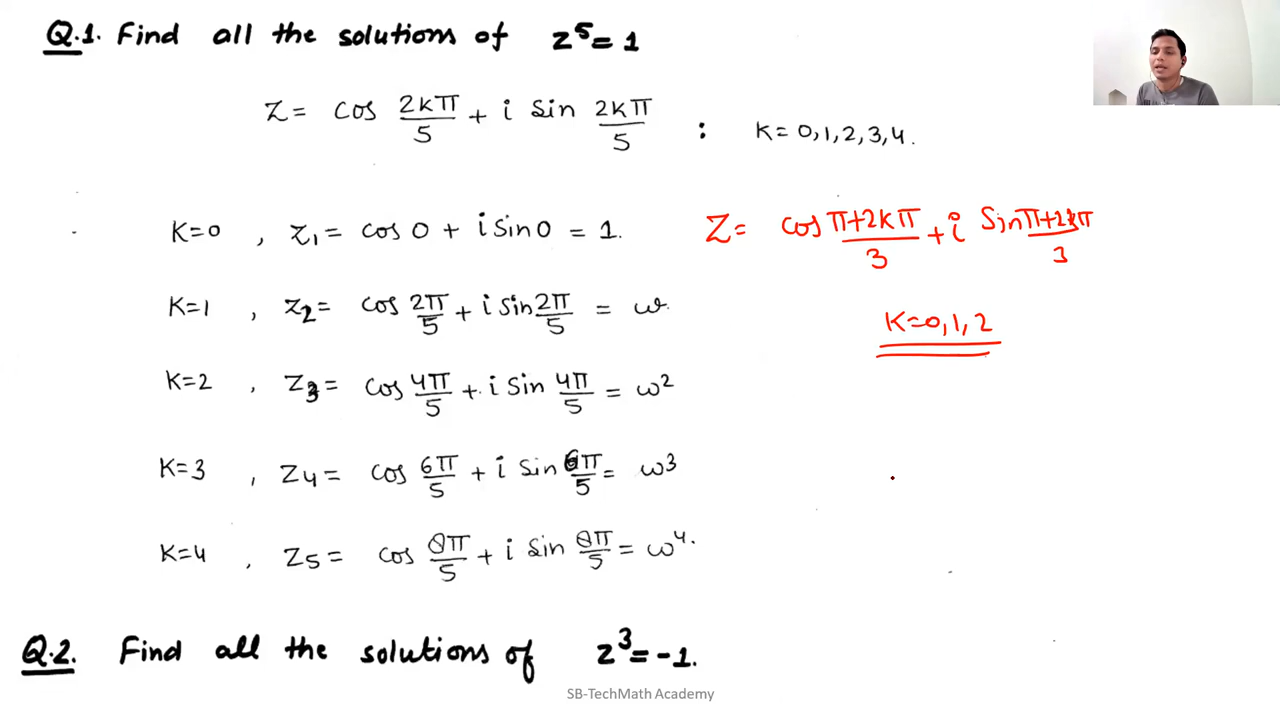 Q.1. Find all the solutions of z⁵=1
Z = cos 2kπ/5 + i sin 2kπ/5 : K=0,1,2,3,4.
K=0, z₁= cos 0 + i sin 0 = 1.
Z= cos π+2kπ/3 + i sin π+2kπ/3
K=1, z₂= cos 2π/5 + i sin 2π/5 = ω
K=0,1,2
K=2, z₃= cos 4π/5 + i sin 4π/5 = ω²
K=3, z₄= cos 6π/5 + i sin 6π/5 = ω³
K=4, z₅= cos 8π/5 + i sin 8π/5 = ω⁴.
Q.2. Find all the solutions of z³=-1.
SB-TechMath Academy